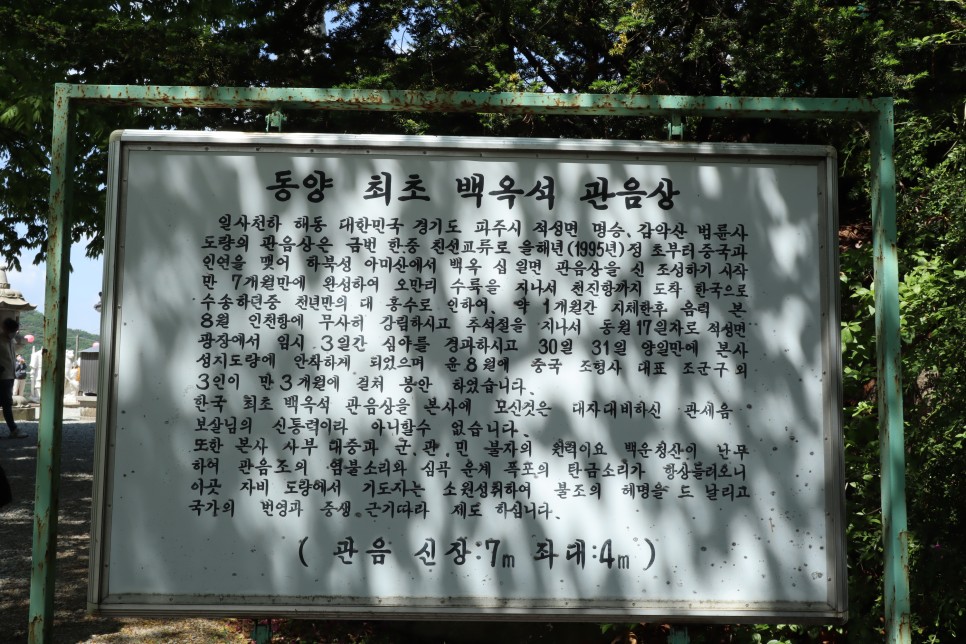 동양 최초 백옥석 관음상
일사천하 해동 대한민국 경기도 파주시 적성면 명승, 감악산 범륜사
도량의 관음상은 금번 한중 친선교류로 올해년(1995년)정 초부터중국과
인연을 맺어 하북성 아미산에서 백옥 십 일면 관음상을 신 조성하기 시작
만 7개월만에 완성하여 오만리 수륙을 지나서 천진항까지 도착 한국으로
수송하던중 천년만의 대 홍수로 인하여, 약 1개월간 지체한후 음력 본
8월 인천항에 무사히 강림하시고 추석절을 지나서 동월17일자로 적성면
광장에서 임시 3일간 심야를 경과하시고 30일 31일 양일만에 본사
성지도량에 안착하게 되었으며 윤8월에 중국 조형사 대표 조군구 외
3인이 만3개월에 걸쳐 봉안 하였습니다.
한국 최초 백옥석 관음상을 본사에 모신것은 대자대비하신 관세음
보살님의 신통력이라 아니할수 없습니다.
또한 본사 사부 대중과 군,관,민 불자의 원력이요 백운청산이 난무
하여 관음조의 염불소리와 심곡 윤계 폭포의 탄금소리가 항상들리오니
이곳 자비 도량에서 기도자는 소원성취하여 불조의 혜명을 드 날리고
국가의 번영과 중생 근기따라 제도 하십니다.
(관음 신장:7m 좌대:4m)